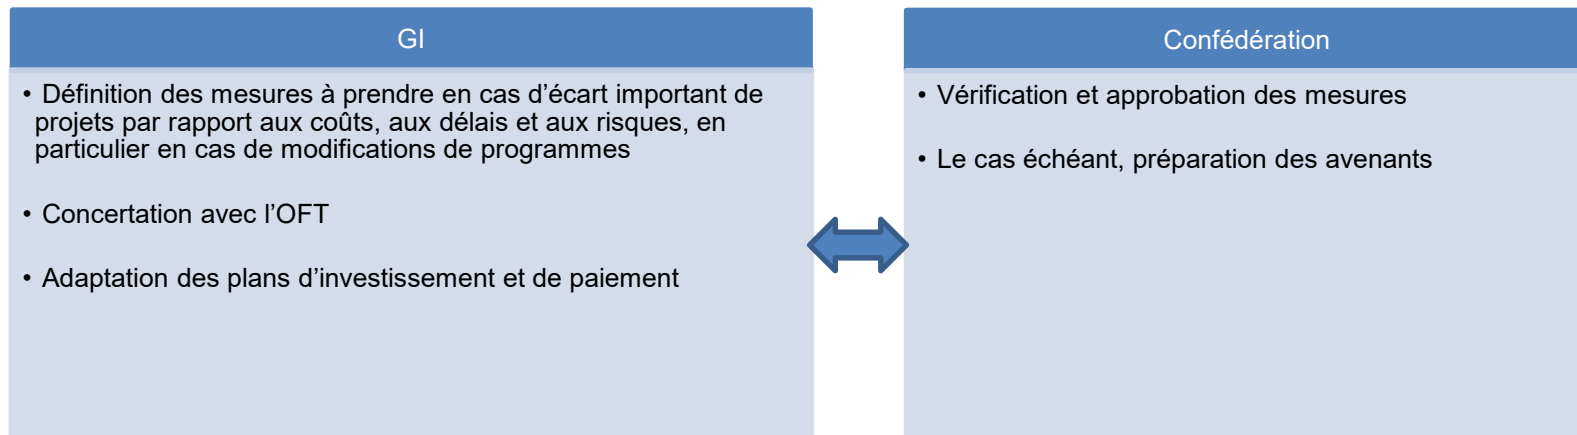 GI
• Définition des mesures à prendre en cas d’écart important de
projets par rapport aux coûts, aux délais et aux risques, en
particulier en cas de modifications de programmes
• Concertation avec l’OFT
• Adaptation des plans d’investissement et de paiement
Confédération
• Vérification et approbation des mesures
• Le cas échéant, préparation des avenants